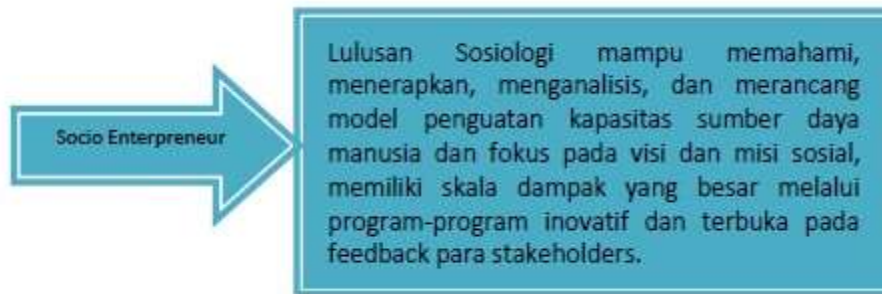 Socio Enterpreneur
Lulusan Sosiologi mampu memahami,
menerapkan, menganalisis, dan merancang
model penguatan kapasitas sumber daya
manusia dan fokus pada visi dan misi sosial,
memiliki skala dampak yang besar melalui
program-program inovatif dan terbuka pada
feedback para stakeholders.